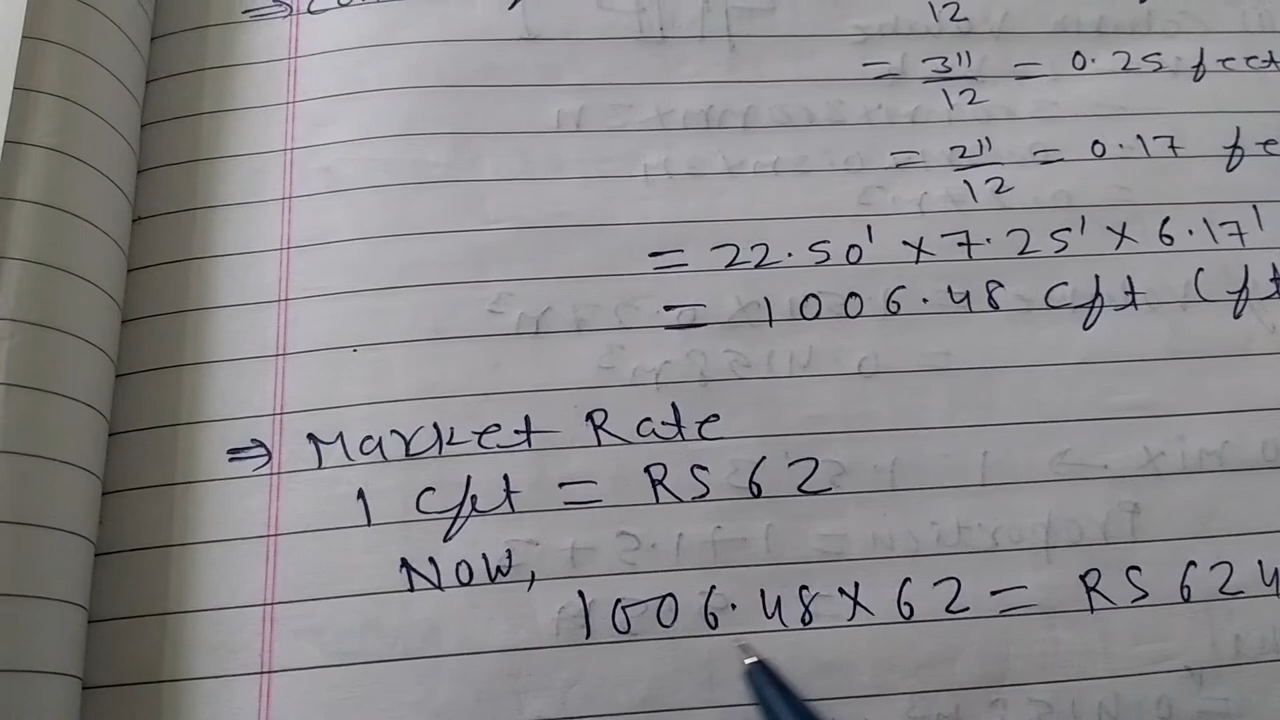 12
= 3"/12 = 0.25 feet
= 2"/12 = 0.17 fe
= 22.50' × 7.25' × 6.17'
= 1006.48 cft (ft
⇒ Market Rate
1 cft = RS 62
Now,
1006.48 × 62 = RS 624